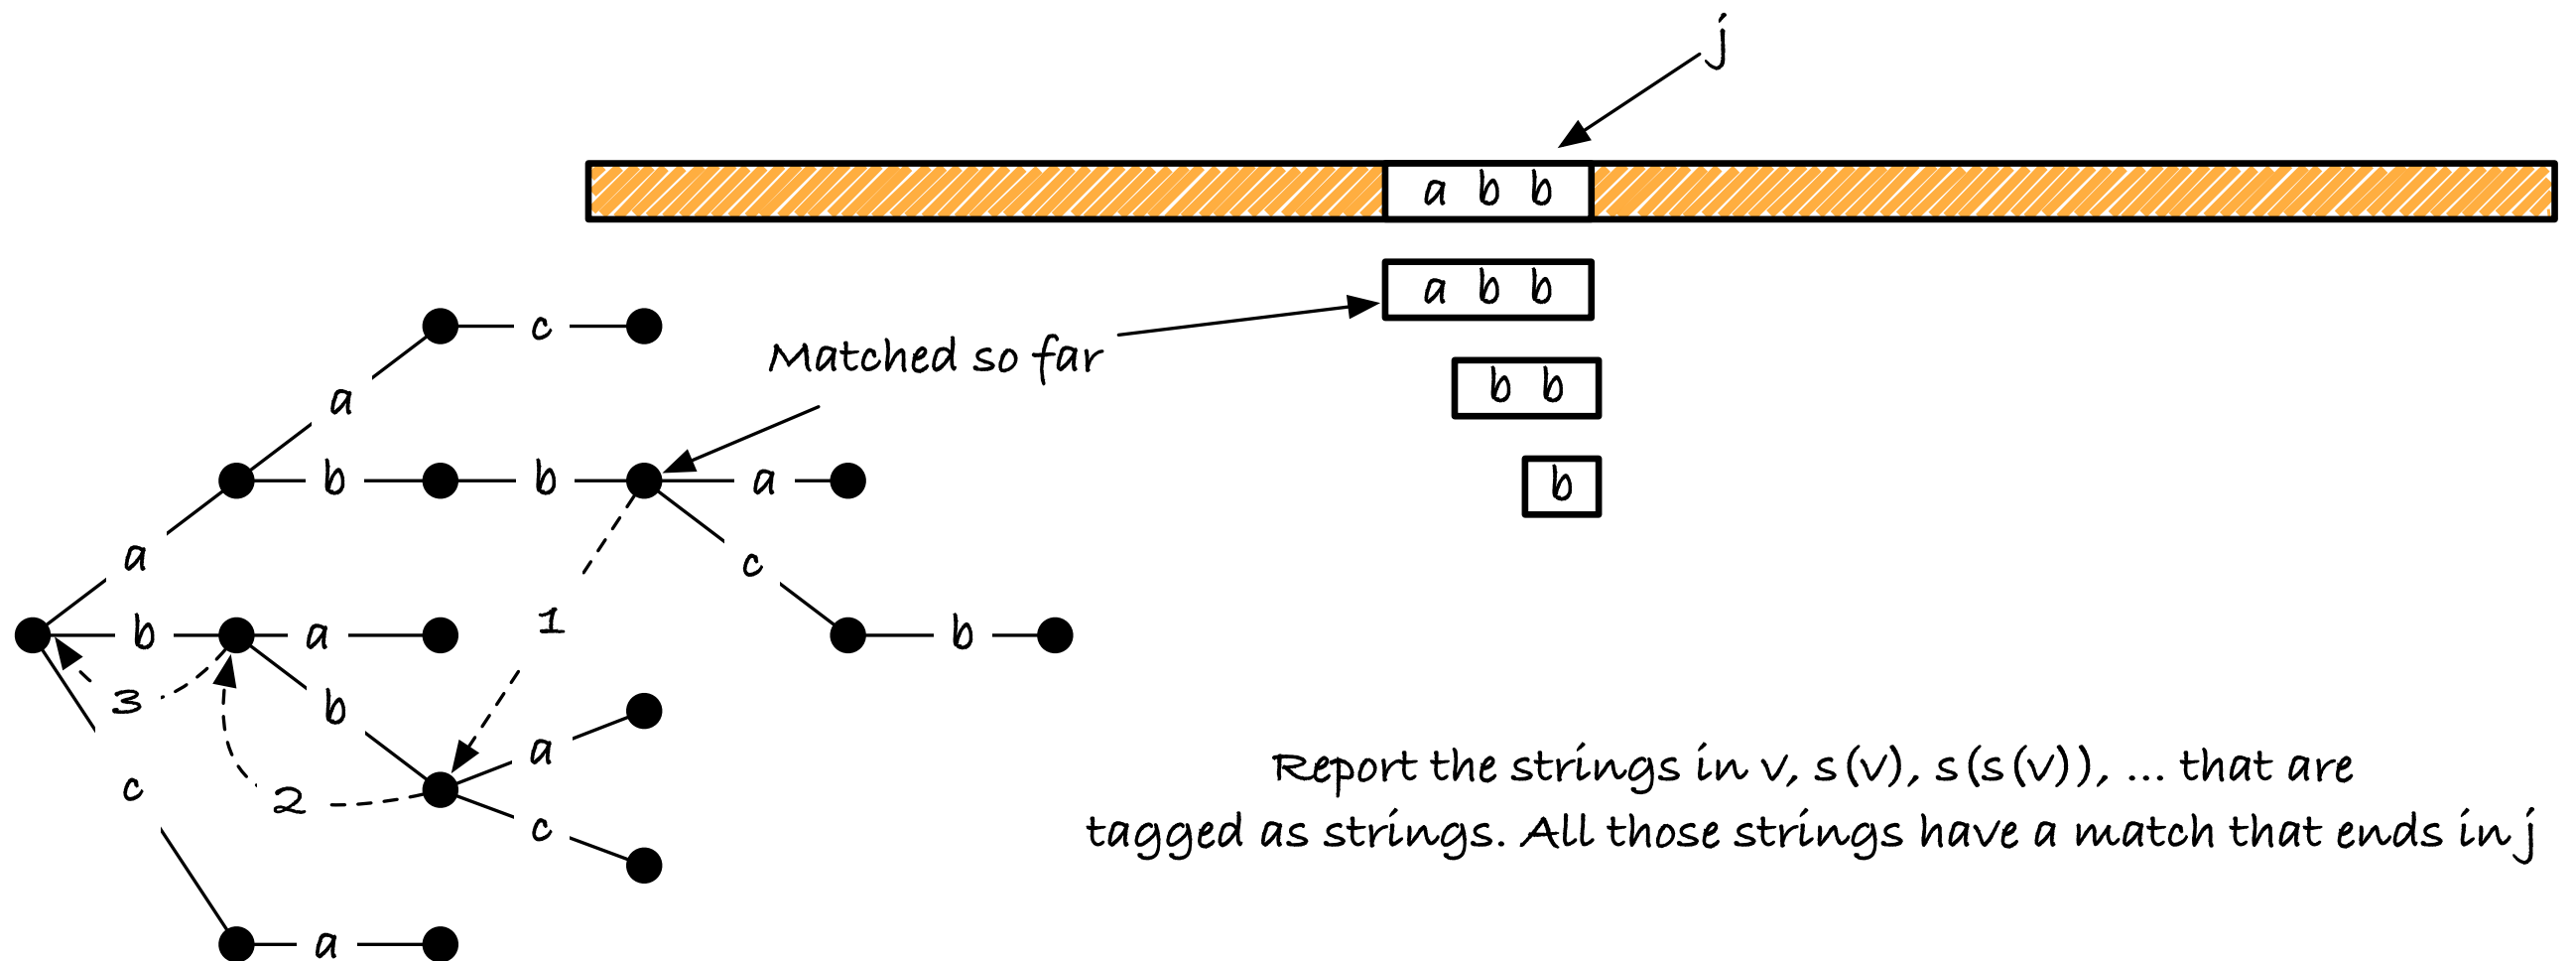 j
a b b
a b b
c
Matched so far
b b
a
b b a
b
c
a
1
b a b
3
b
a
2
Report the strings in v, s(v), s(s(v)), ... that are
c
c
tagged as strings. All those strings have a match that ends in j
a